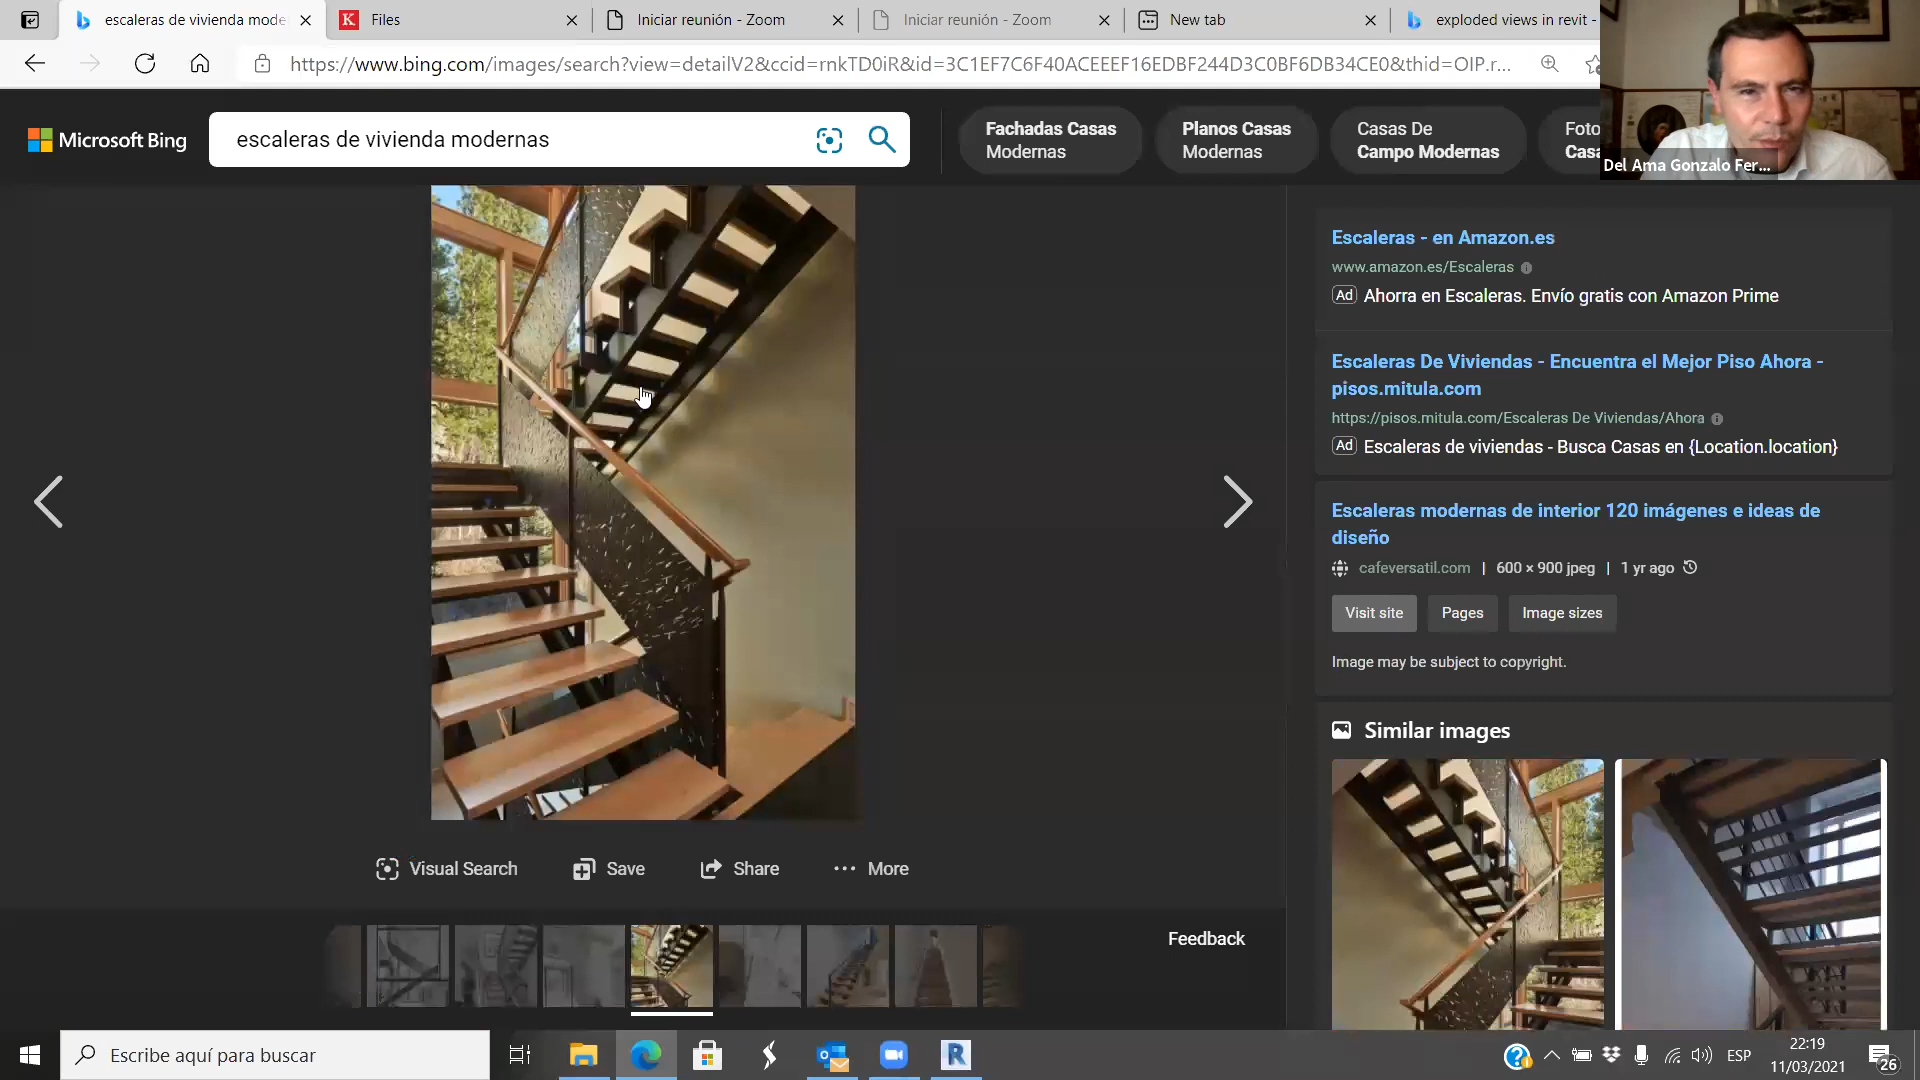 escaleras de vivienda mode
Files
Iniciar reunión - Zoom
Iniciar reunión - Zoom
New tab
exploded views in revit -
https://www.bing.com/images/search?view=detailV2&ccid=rnkTD0iR&id=3C1EF7C6F40ACEEEF16EDBF244D3C0BF6DB34CE0&thid=OIP.r...
Microsoft Bing
escaleras de vivienda modernas
Fachadas Casas
Modernas
Planos Casas
Modernas
Casas De
Campo Modernas
Foto
Casa
Del Ama Gonzalo Fer...
Escaleras - en Amazon.es
www.amazon.es/Escaleras
Ad Ahorra en Escaleras. Envío gratis con Amazon Prime
Escaleras De Viviendas - Encuentra el Mejor Piso Ahora -
pisos.mitula.com
https://pisos.mitula.com/Escaleras De Viviendas/Ahora
Ad Escaleras de viviendas - Busca Casas en {Location.location}
Escaleras modernas de interior 120 imágenes e ideas de
diseño
cafeversatil.com | 600 × 900 jpeg | 1 yr ago
Visit site
Pages
Image sizes
Image may be subject to copyright.
Similar images
Visual Search
Save
Share
More
Feedback
Escribe aquí para buscar
ESP
22:19
11/03/2021
26